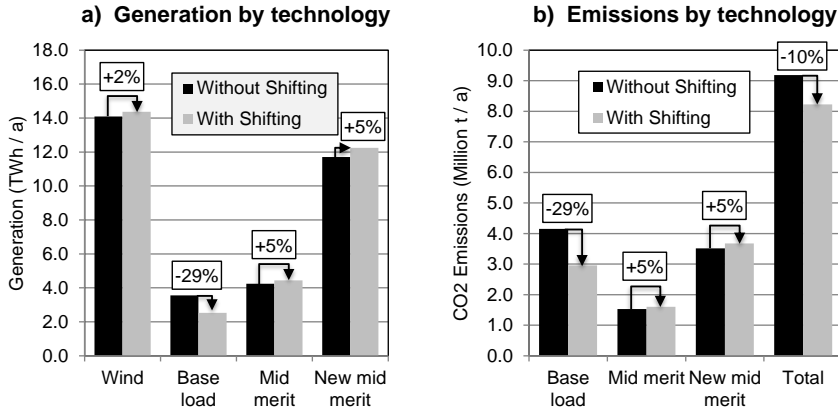 a) Generation by technology
Generation (TWh / a)
18.0
16.0
14.0
12.0
10.0
8.0
6.0
4.0
2.0
0.0
+2%
-29%
+5%
+5%
Without Shifting
With Shifting
Wind
Base
load
Mid
merit
New mid
merit
b) Emissions by technology
CO2 Emissions (Million t / a)
10.0
9.0
8.0
7.0
6.0
5.0
4.0
3.0
2.0
1.0
0.0
-29%
+5%
+5%
-10%
Without Shifting
With Shifting
Base
load
Mid merit
New mid
merit
Total